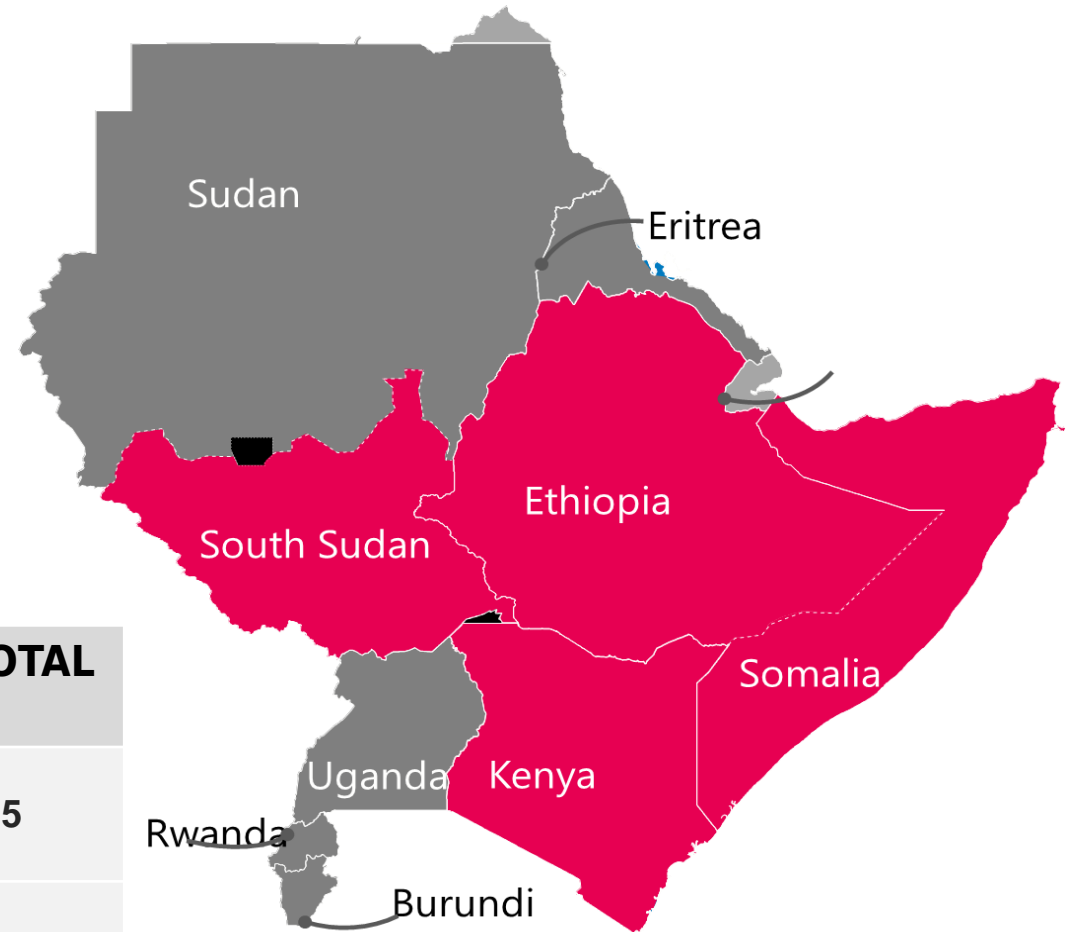 Sudan
Eritrea
Ethiopia
South Sudan
OTAL
Somalia
Uganda
Kenya
5
Rwanda
Burundi